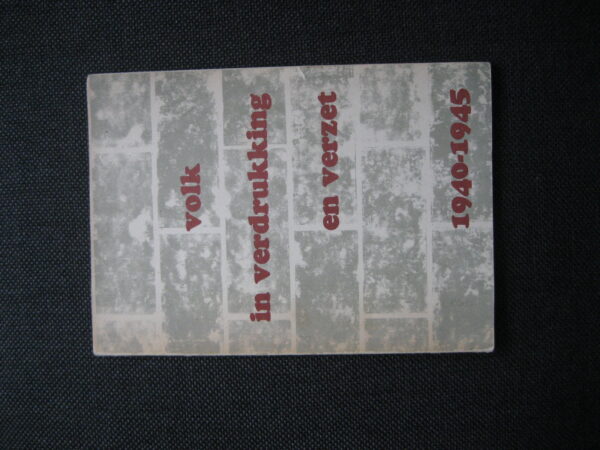 volk
in verdrukking
en verzet
1940-1945